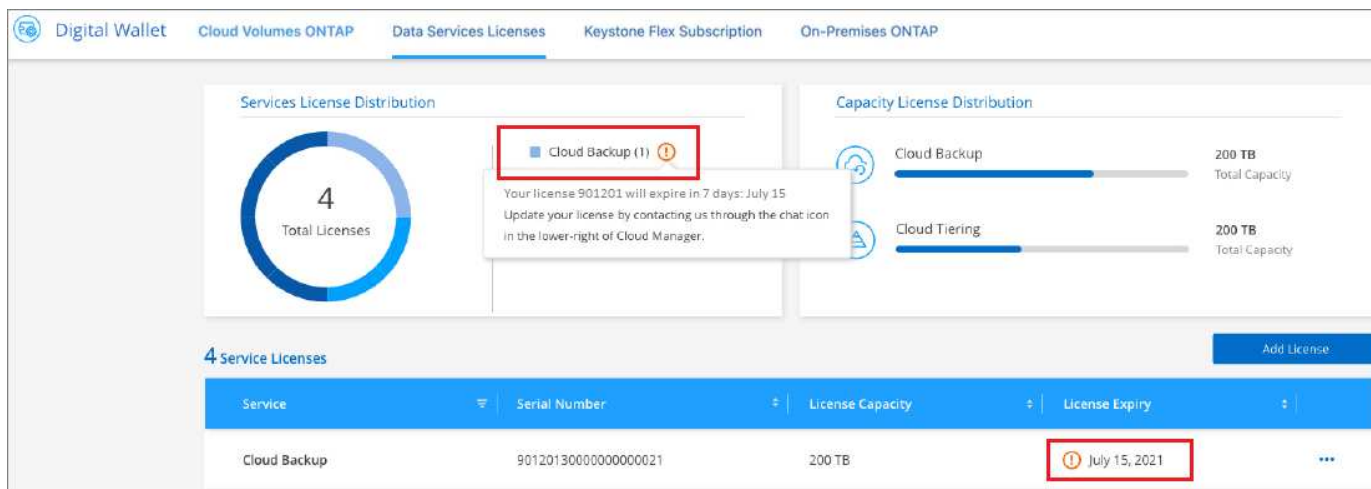 Digital Wallet
Cloud Volumes ONTAP
Data Services Licenses
Keystone Flex Subscription
On-Premises ONTAP
Services License Distribution
4
Total Licenses
Cloud Backup (1)
Your license 901201 will expire in 7 days: July 15
Update your license by contacting us through the chat icon
in the lower-right of Cloud Manager.
Capacity License Distribution
Cloud Backup
200 TB
Total Capacity
Cloud Tiering
200 TB
Total Capacity
4 Service Licenses
Add License
Service
Serial Number
License Capacity
License Expiry
Cloud Backup
90120130000000000021
200 TB
July 15, 2021